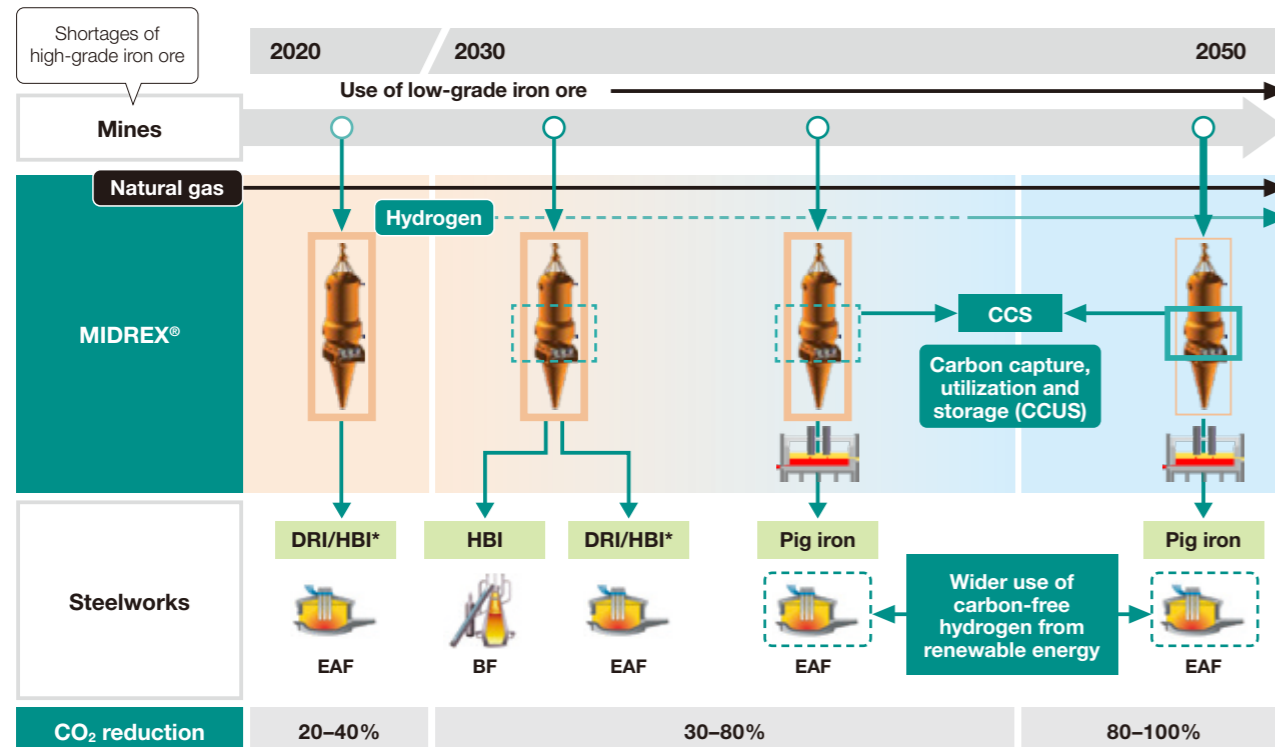 Shortages of
high-grade iron ore
2020
2030
2050
Use of low-grade iron ore
Mines
Natural gas
Hydrogen
MIDREX®
CCS
Carbon capture,
utilization and
storage (CCUS)
Steelworks
DRI/HBI*
HBI
DRI/HBI*
Pig iron
Pig iron
Wider use of
carbon-free
hydrogen from
renewable energy
EAF
BF
EAF
EAF
EAF
CO₂ reduction
20–40%
30–80%
80–100%